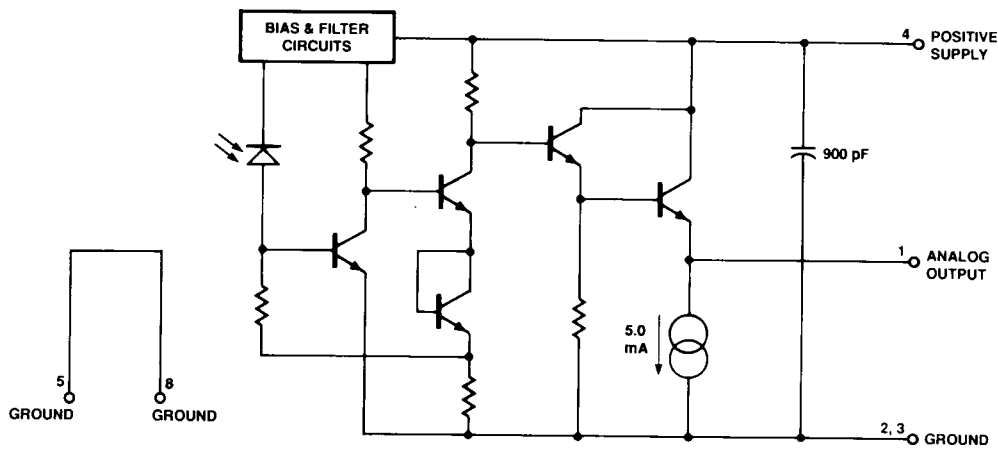 BIAS & FILTER
CIRCUITS
4
POSITIVE
SUPPLY
900 pF
1
ANALOG
OUTPUT
5.0
mA
5
8
GROUND
GROUND
2, 3
GROUND